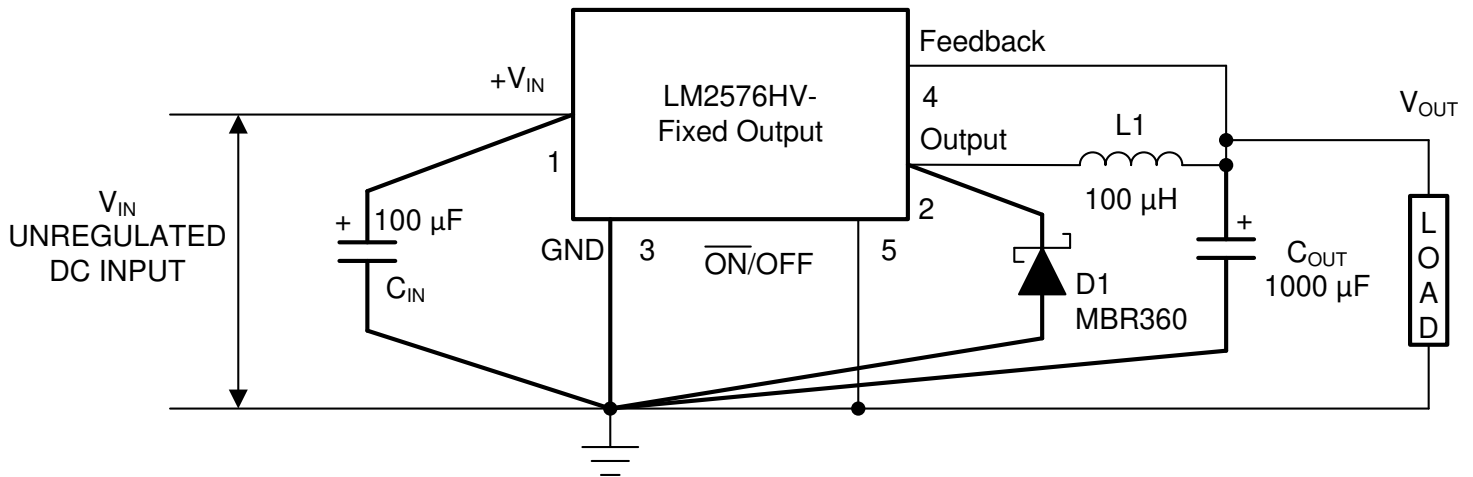 Feedback
+V_IN
LM2576HV-
Fixed Output
4
V_OUT
Output
L1
1
V_IN
UNREGULATED
DC INPUT
+ 100 µF
C_IN
GND
3
ON/OFF
5
2
100 µH
D1
MBR360
+
C_OUT
1000 µF
LOAD